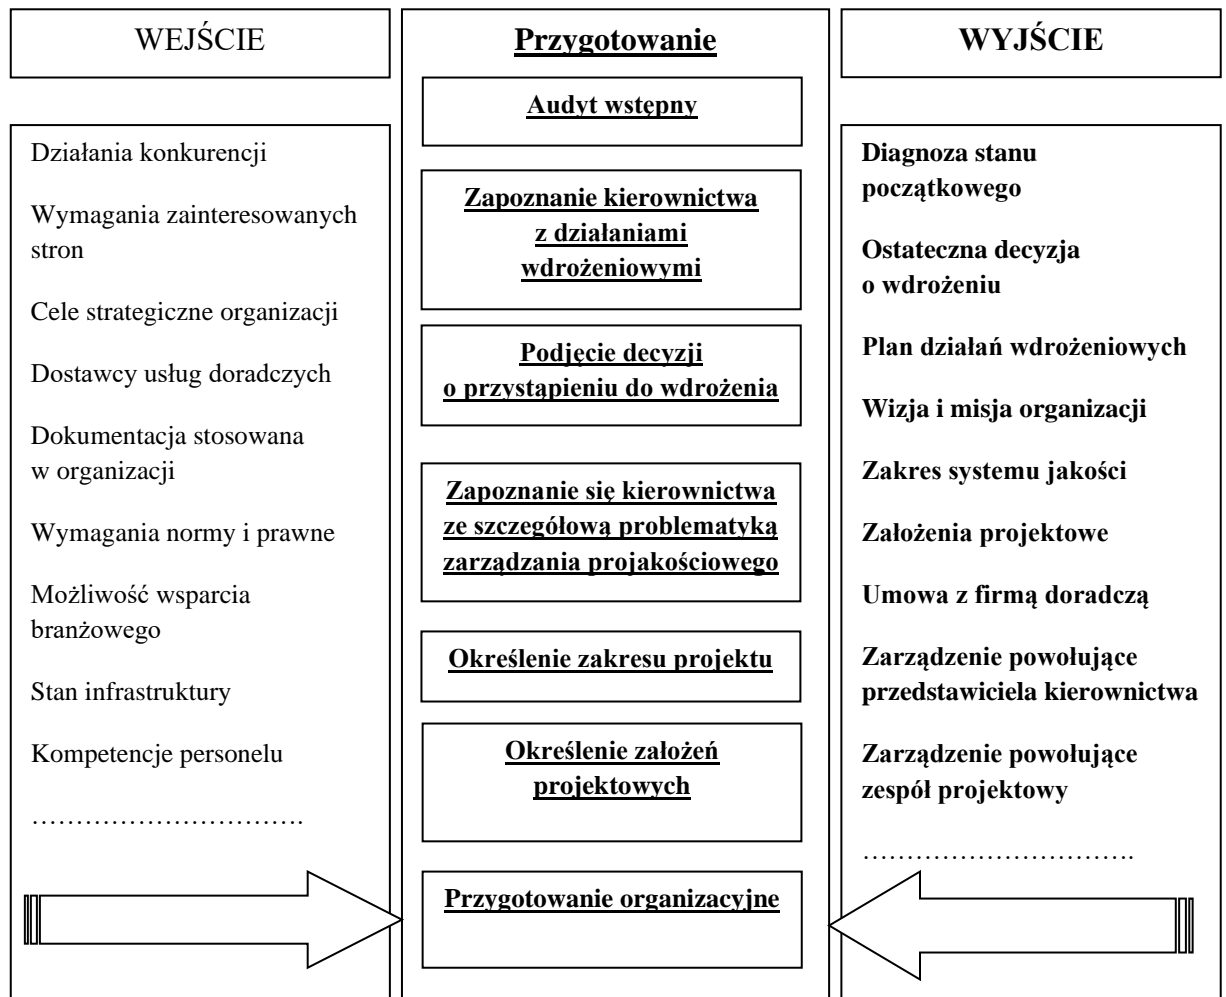 WEJŚCIE
Działania konkurencji
Wymagania zainteresowanych
stron
Cele strategiczne organizacji
Dostawcy usług doradczych
Dokumentacja stosowana
w organizacji
Wymagania normy i prawne
Możliwość wsparcia
branżowego
Stan infrastruktury
Kompetencje personelu
………………………….
Przygotowanie
Audyt wstępny
Zapoznanie kierownictwa
z działaniami
wdrożeniowymi
Podjęcie decyzji
o przystąpieniu do wdrożenia
Zapoznanie się kierownictwa
ze szczegółową problematyką
zarządzania projakościowego
Określenie zakresu projektu
Określenie założeń
projektowych
Przygotowanie organizacyjne
WYJŚCIE
Diagnoza stanu
początkowego
Ostateczna decyzja
o wdrożeniu
Plan działań wdrożeniowych
Wizja i misja organizacji
Zakres systemu jakości
Założenia projektowe
Umowa z firmą doradczą
Zarządzenie powołujące
przedstawiciela kierownictwa
Zarządzenie powołujące
zespół projektowy
………………………….